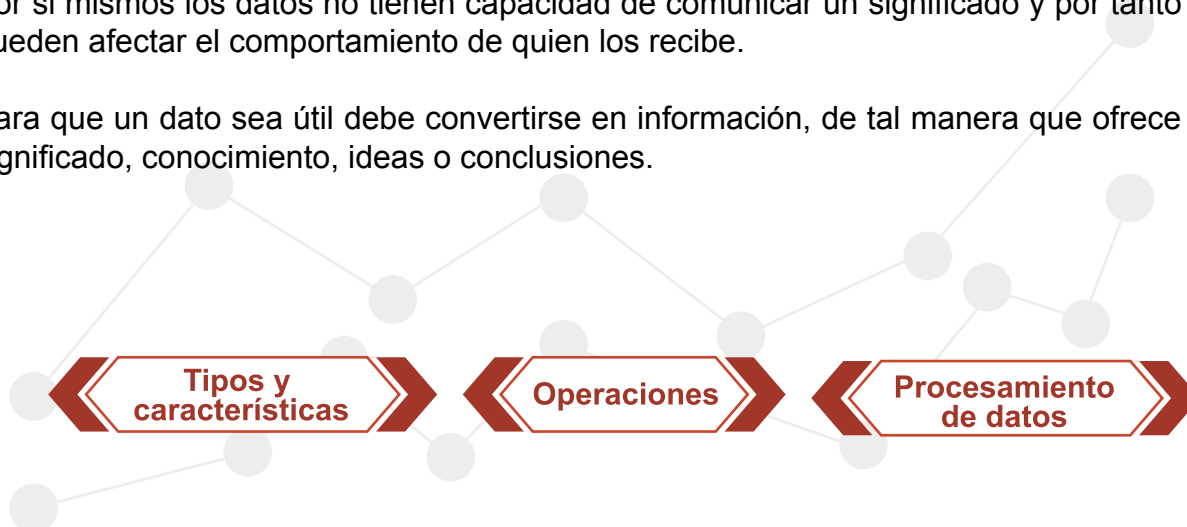 or sí mismos los datos no tienen capacidad de comunicar un significado y por tanto
ueden afectar el comportamiento de quien los recibe.
ara que un dato sea útil debe convertirse en información, de tal manera que ofrece
gnificado, conocimiento, ideas o conclusiones.
Tipos y
características
Operaciones
Procesamiento
de datos